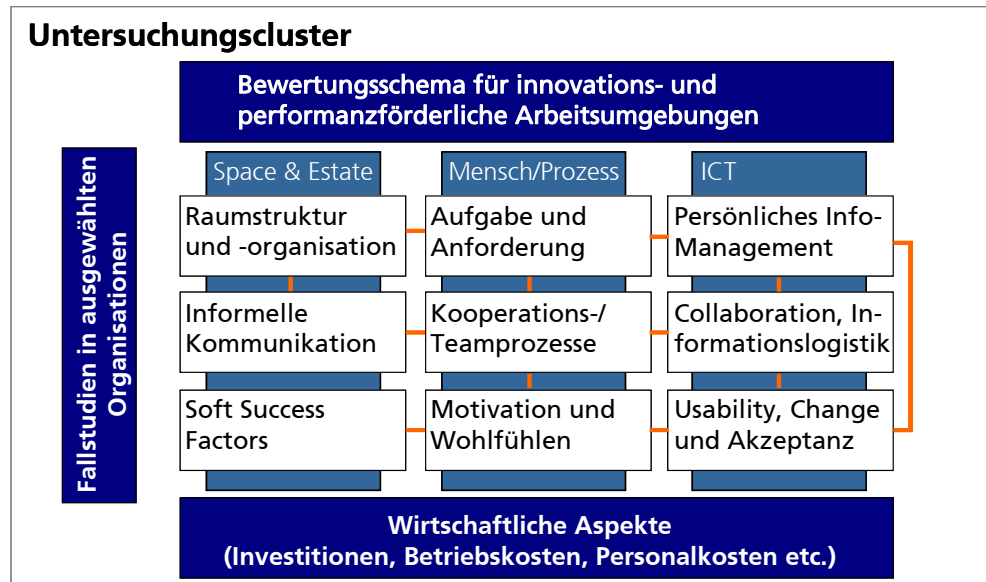 Untersuchungscluster
Bewertungsschema für innovations- und
performanzförderliche Arbeitsumgebungen
Fallstudien in ausgewählten
Organisationen
Space & Estate
Mensch/Prozess
ICT
Raumstruktur
und -organisation
Aufgabe und
Anforderung
Persönliches Info-
Management
Informelle
Kommunikation
Kooperations-/
Teamprozesse
Collaboration, In-
formationslogistik
Soft Success
Factors
Motivation und
Wohlfühlen
Usability, Change
und Akzeptanz
Wirtschaftliche Aspekte
(Investitionen, Betriebskosten, Personalkosten etc.)